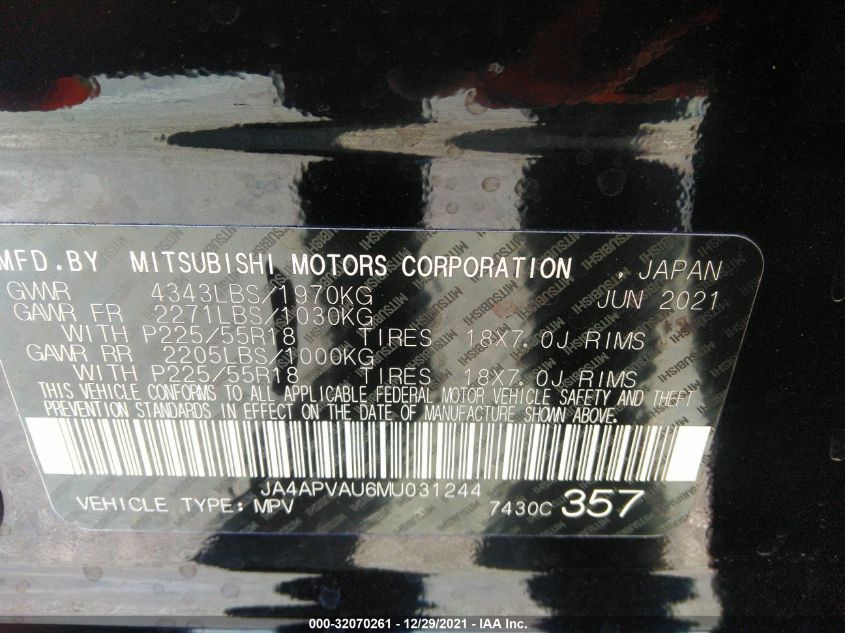 MFD.BY MITSUBISHI MOTORS CORPORATION , JAPAN
GVWR 4343LBS/1970KG JUN 2021
GAWR FR 2271LBS/1030KG
WITH P225/55R18 TIRES 18X7.0J RIMS
GAWR RR 2205LBS/1000KG
WITH P225/55R18 TIRES 18X7.0J RIMS
THIS VEHICLE CONFORMS TO ALL APPLICABLE FEDERAL MOTOR VEHICLE SAFETY AND THEFT
PREVENTION STANDARDS IN EFFECT ON THE DATE OF MANUFACTURE SHOWN ABOVE.
JA4APVAU6MU031244
VEHICLE TYPE: MPV 7430C 357
000-32070261 - 12/29/2021 - IAA Inc.